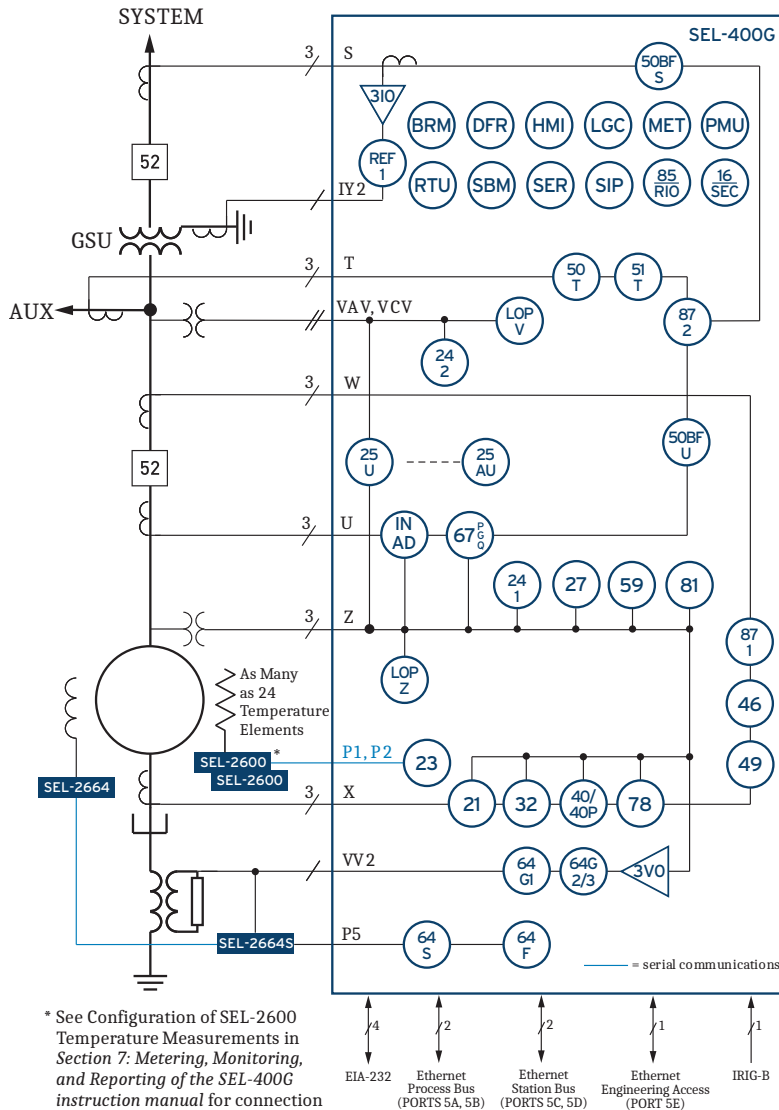 SYSTEM
SEL-400G
3 S
50BF
S
3I0
BRM DFR HMI LGC MET PMU
52
REF
1
RTU SBM SER SIP 85
RIO 16
SEC
IY2
GSU
3 T
50
T
51
T
AUX
VAV, VCV
LOP
V
87
2
24
2
3 W
50BF
U
25
U
25
AU
52
3 U
IN
AD
67 P
G
Q
24
1
27 59 81
3 Z
87
1
LOP
Z
As Many
as 24
Temperature
Elements
46
P1, P2
SEL-2600 *
SEL-2600
23
49
SEL-2664
3 X
21 32 40/
40P 78
VV2
64
G1
64G
2/3
3V0
P5
SEL-2664S
64
S
64
F
= serial communications
* See Configuration of SEL-2600
Temperature Measurements in
Section 7: Metering, Monitoring,
and Reporting of the SEL-400G
instruction manual for connection
4 2 2 1 1
EIA-232
Ethernet
Process Bus
(PORTS 5A, 5B)
Ethernet
Station Bus
(PORTS 5C, 5D)
Ethernet
Engineering Access
(PORT 5E)
IRIG-B